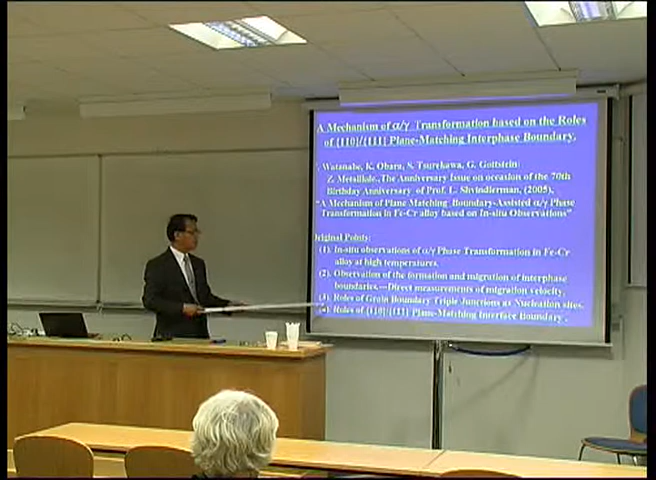 A Mechanism of α/γ Transformation based on the Roles
of {110}/{111} Plane-Matching Interphase Boundary.
Watanabe, K. Obara, S. Tsurekawa, G. Gottstein:
Z. Metallkde., The Anniversary Issue on occasion of the 70th
Birthday Anniversary of Prof. L. Shvindlerman, (2005),
"A Mechanism of Plane Matching Boundary-Assisted α/γ Phase
Transformation in Fe-Cr alloy based on In-situ Observations"
Original Points:
(1). In-situ observations of α/γ Phase Transformation in Fe-Cr
alloy at high temperatures.
(2). Observation of the formation and migration of interphase
boundaries.—Direct measurements of migration velocity.
(3). Roles of Grain Boundary Triple Junctions as Nucleation sites.
(4). Roles of {110}/{111} Plane-Matching Interface Boundary.